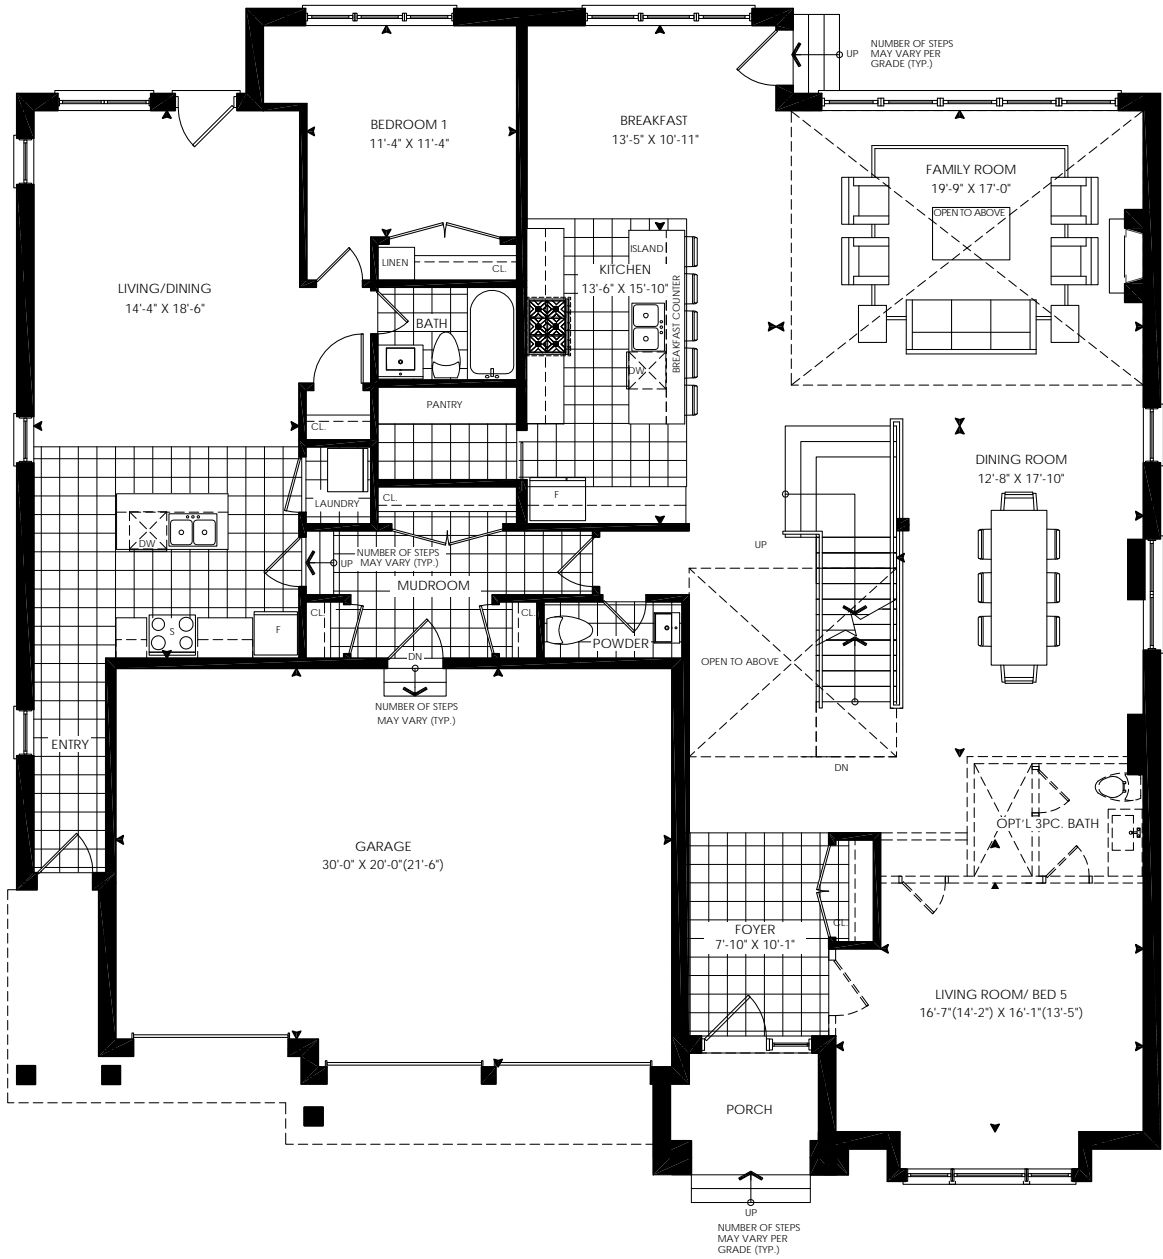 UP
NUMBER OF STEPS
MAY VARY PER
GRADE (TYP.)
BEDROOM 1
11'-4" X 11'-4"
BREAKFAST
13'-5" X 10'-11"
FAMILY ROOM
19'-9" X 17'-0"
OPEN TO ABOVE
LINEN
CL.
ISLAND
KITCHEN
13'-6" X 15'-10"
BREAKFAST COUNTER
DW
LIVING/DINING
14'-4" X 18'-6"
BATH
PANTRY
CL.
DINING ROOM
12'-8" X 17'-10"
LAUNDRY
CL.
F
DW
UP
NUMBER OF STEPS
MAY VARY (TYP.)
UP
MUDROOM
CL.
CL.
S
F
POWDER
DN
OPEN TO ABOVE
NUMBER OF STEPS
MAY VARY (TYP.)
ENTRY
DN
OPT'L 3PC. BATH
GARAGE
30'-0" X 20'-0"(21'-6")
CL.
FOYER
7'-10" X 10'-1"
LIVING ROOM/ BED 5
16'-7"(14'-2") X 16'-1"(13'-5")
PORCH
UP
NUMBER OF STEPS
MAY VARY PER
GRADE (TYP.)